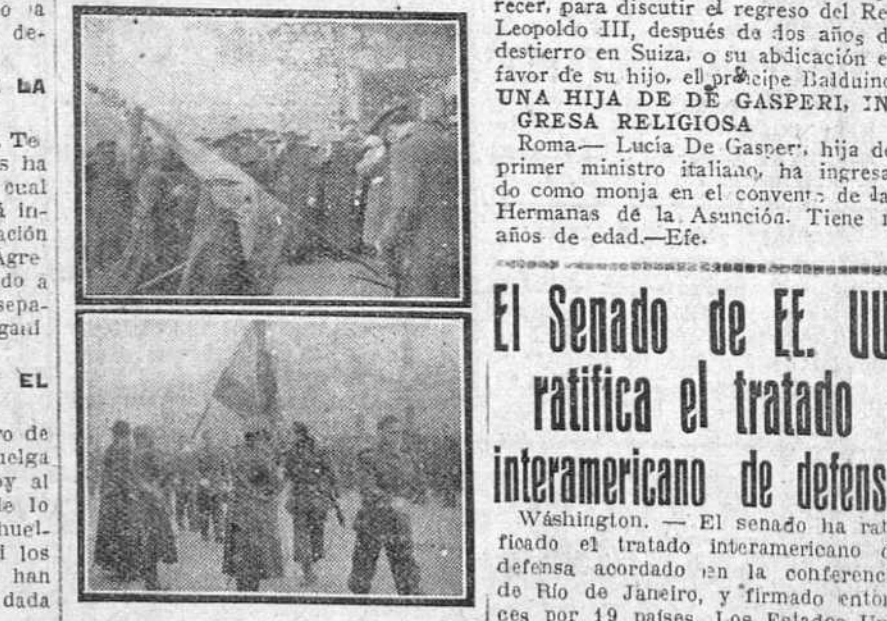 de-
LA
Te
s ha
cual
á in-
ación
Agre
do a
sepa-
EL
ro de
uelga
oy al
de lo
huel-
los
han
dada
recer, para discutir el regreso del Re
Leopoldo III, después de dos años d
destierro en Suiza, o su abdicación e
favor de su hijo, el príncipe Balduino
UNA HIJA DE DE GASPERI, IN
GRESA RELIGIOSA
Roma— Lucía De Gasperi, hija de
primer ministro italiano, ha ingresa
do como monja en el convento de la
Hermanas de la Asunción. Tiene
años de edad.—Efe.
El Senado de EE. UU
ratifica el tratado
interamericano de defens
Wáshington. — El senado ha rat
ficado el tratado interamericano d
defensa acordado en la conferenc
de Río de Janeiro, y firmado enton
ces por 19 países. Los Estados Un